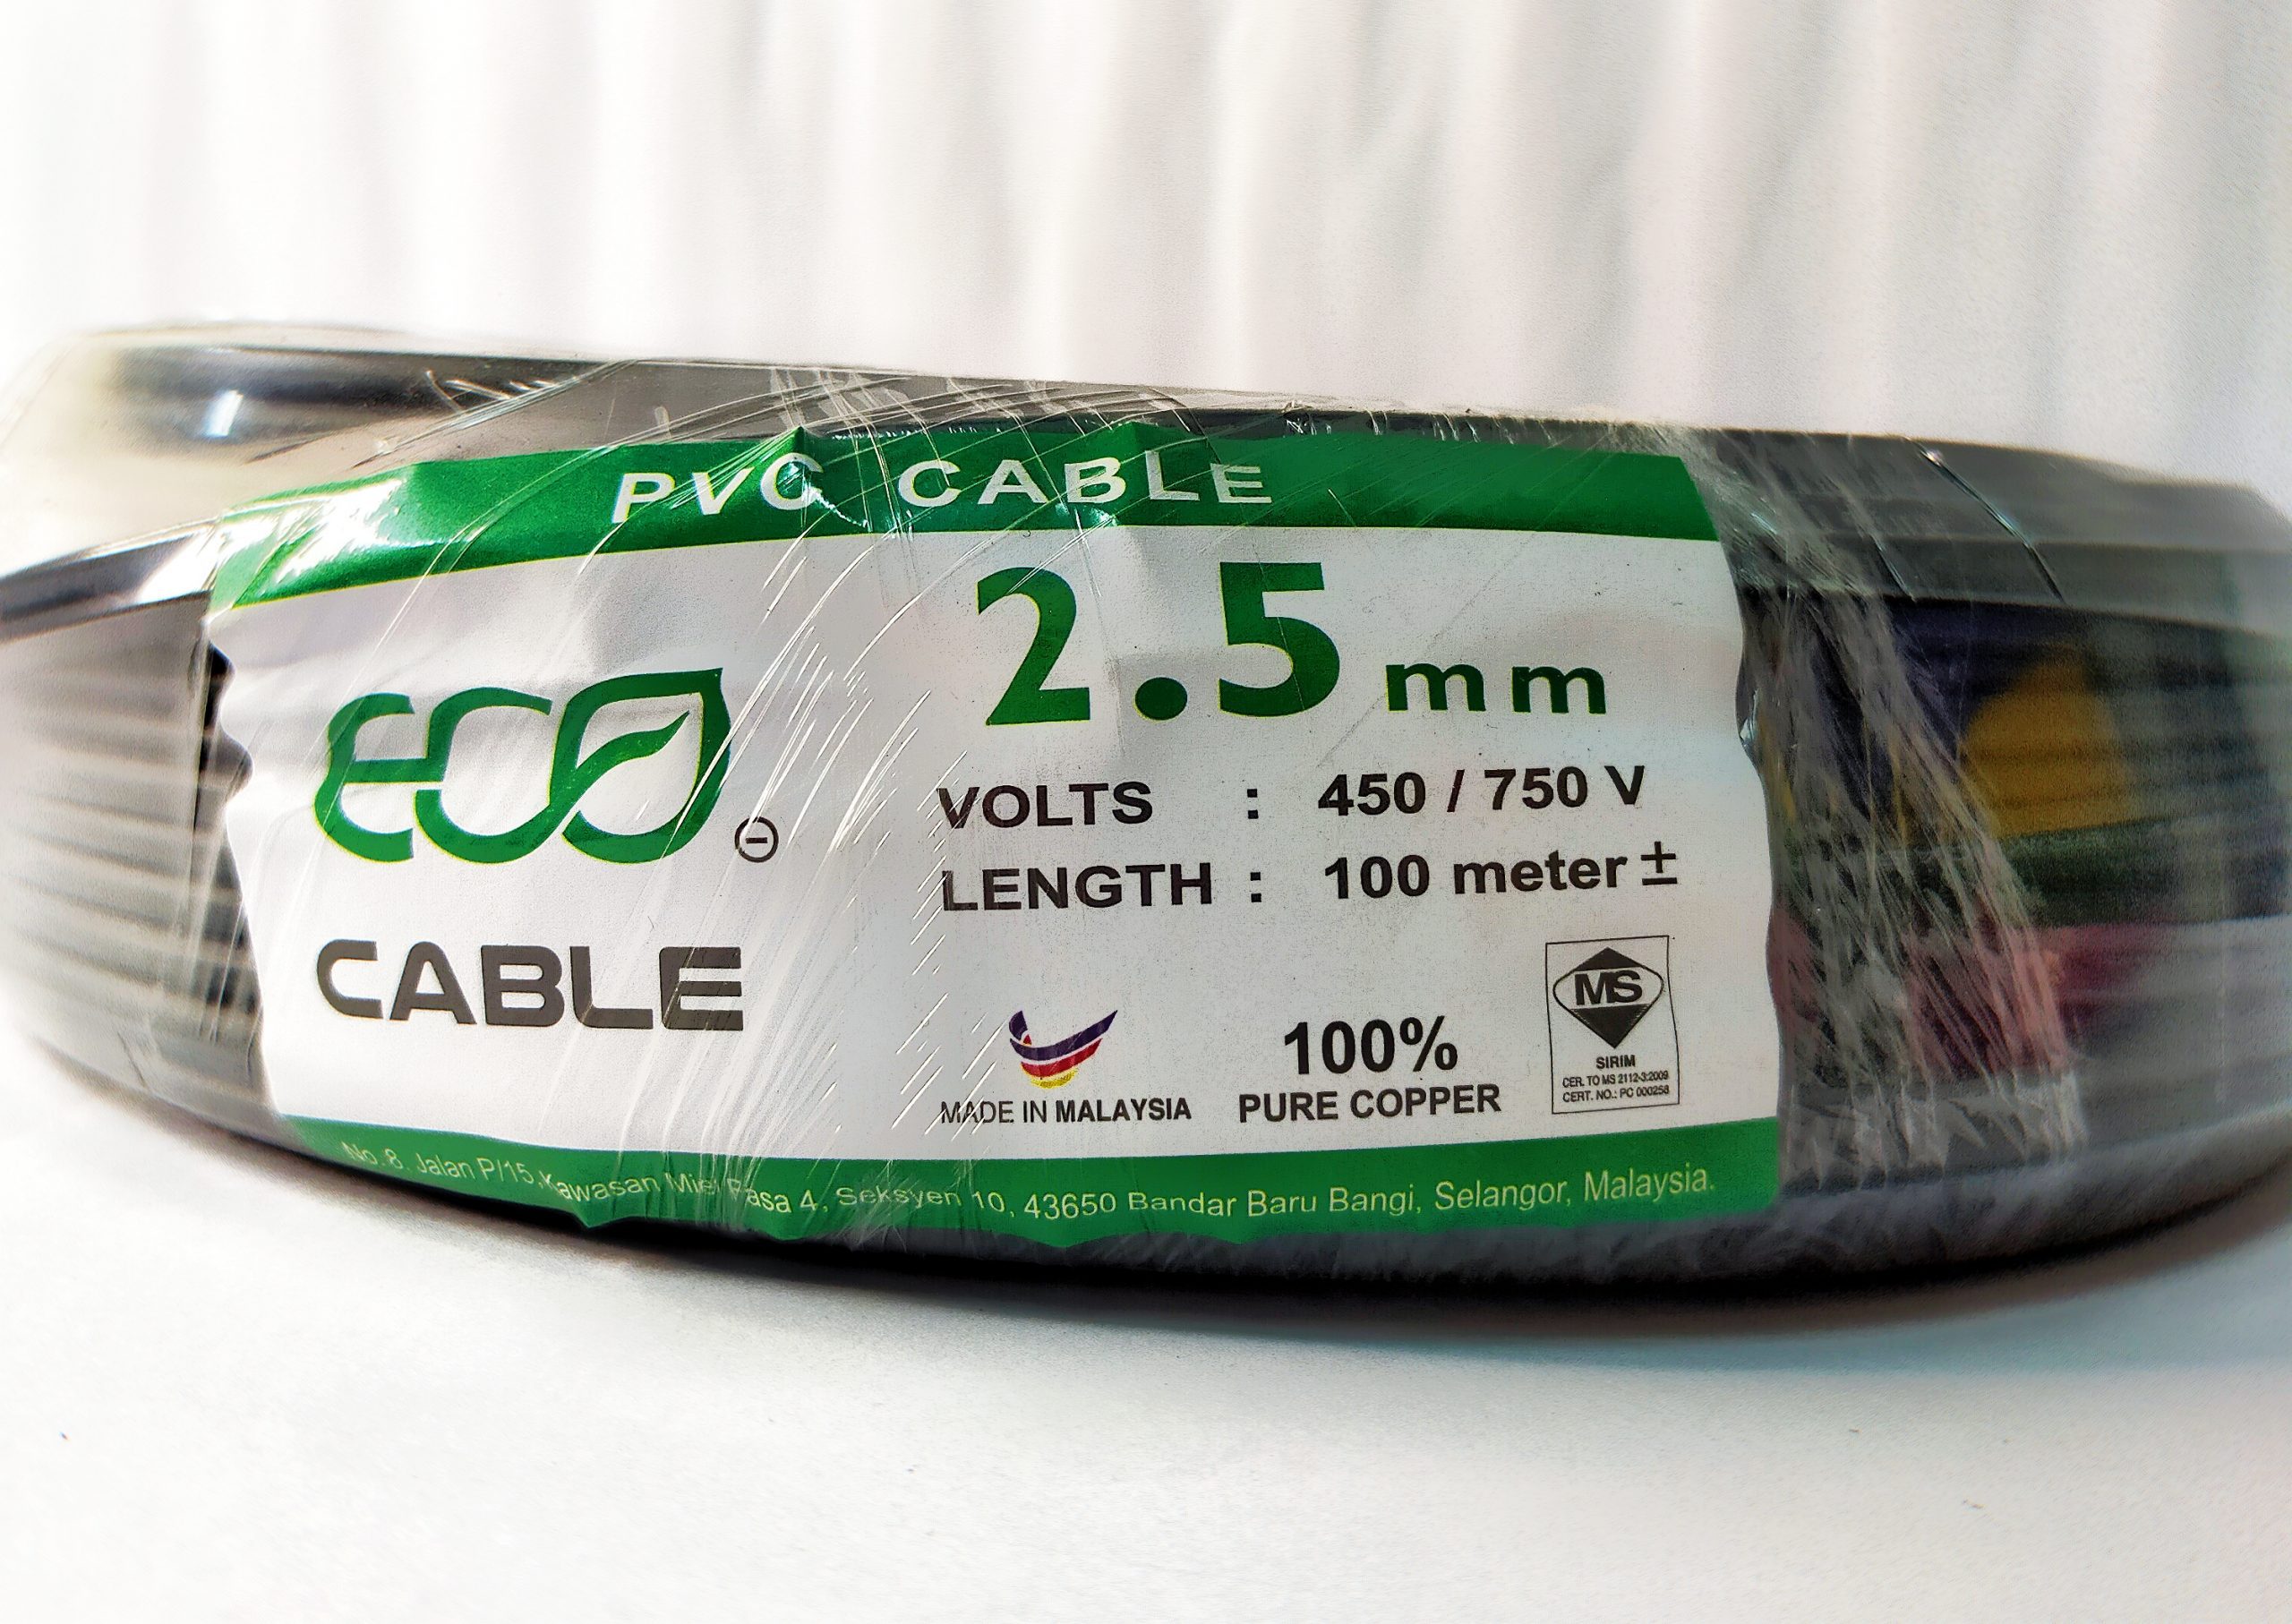 PVC CABLE
eco
CABLE
2.5 mm
VOLTS : 450 / 750 V
LENGTH : 100 meter ±
MADE IN MALAYSIA
100%
PURE COPPER
MS
SIRIM
CER. TO MS 2112-3:2009
CERT. NO.: PC 000258
No. 8. Jalan P/15, Kawasan Miel Fasa 4, Seksyen 10, 43650 Bandar Baru Bangi, Selangor, Malaysia.